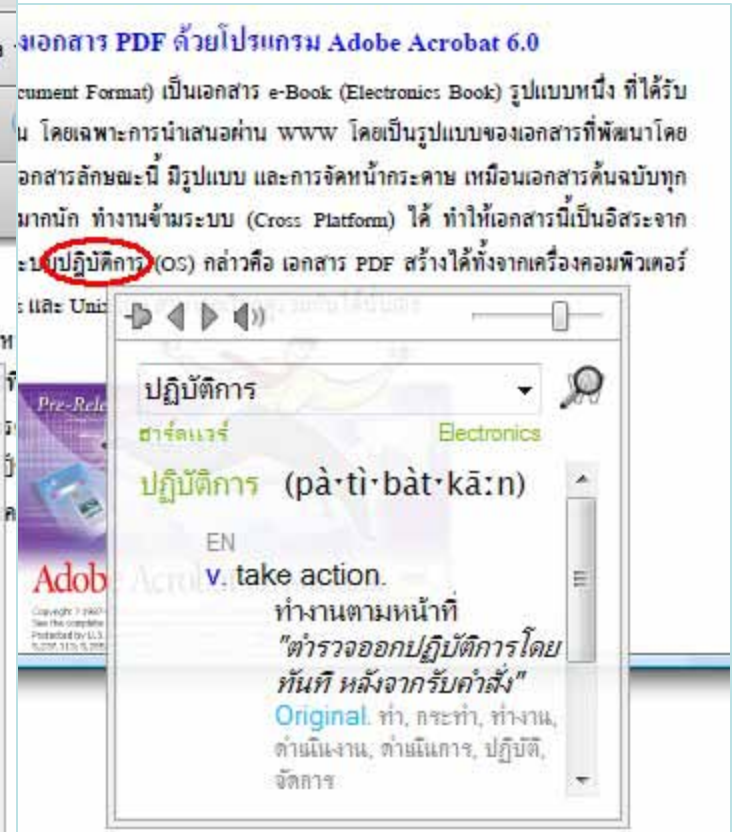 งเอกสาร PDF ด้วยโปรแกรม Adobe Acrobat 6.0
cument Format) เป็นเอกสาร e-Book (Electronics Book) รูปแบบหนึ่ง ที่ได้รับ
น โดยเฉพาะการนำเสนอผ่าน WWW โดยเป็นรูปแบบของเอกสารที่พัฒนาโดย
อกสารลักษณะนี้ มีรูปแบบ และการจัดหน้ากระดาษ เหมือนเอกสารต้นฉบับทุก
มากนัก ทำงานข้ามระบบ (Cross Platform) ได้ ทำให้เอกสารนี้เป็นอิสระจาก
ะบบปฏิบัติการ (OS) กล่าวคือ เอกสาร PDF สร้างได้ทั้งจากเครื่องคอมพิวเตอร์
s และ Unix
Pre-Rele
Adobe Acrobat
ปฏิบัติการ
ฮาร์ดแวร์ Electronics
ปฏิบัติการ (pà·tì·bàt·kā:n)
EN
v. take action.
ทำงานตามหน้าที่
"ตำรวจออกปฏิบัติการโดย
ทันที หลังจากรับคำสั่ง"
Original. ทำ, กระทำ, ทำงาน,
ดำเนินงาน, ดำเนินการ, ปฏิบัติ,
จัดการ